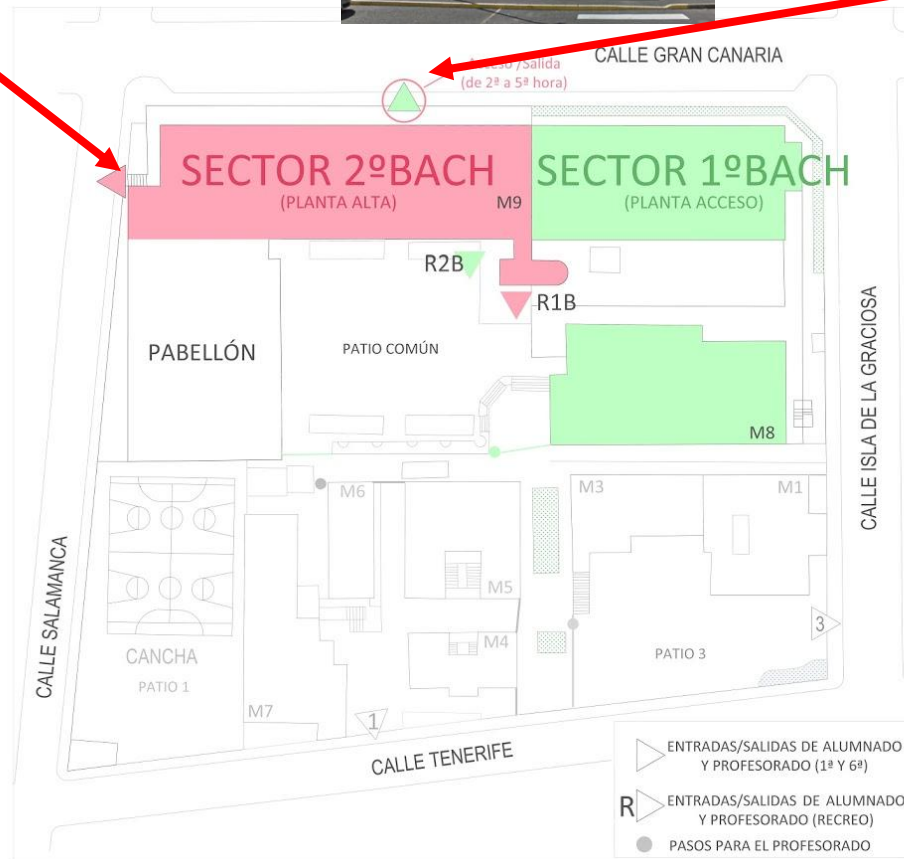 CALLE GRAN CANARIA
Acceso /Salida
(de 2ª a 5ª hora)
SECTOR 2ºBACH
(PLANTA ALTA)
M9
SECTOR 1ºBACH
(PLANTA ACCESO)
R2B
R1B
PABELLÓN
PATIO COMÚN
M8
CALLE ISLA DE LA GRACIOSA
M6
M3
M1
CALLE SALAMANCA
M5
M4
3
CANCHA
PATIO 1
PATIO 3
M7
1
CALLE TENERIFE
ENTRADAS/SALIDAS DE ALUMNADO
Y PROFESORADO (1ª Y 6ª)
R
ENTRADAS/SALIDAS DE ALUMNADO
Y PROFESORADO (RECREO)
PASOS PARA EL PROFESORADO